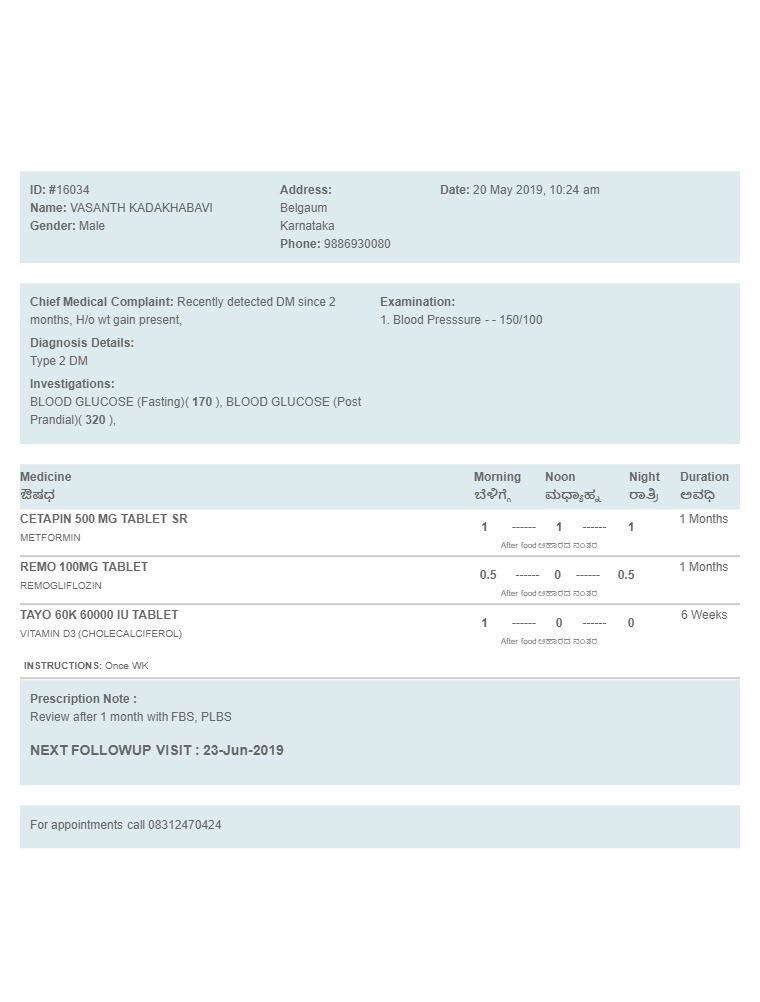 ID: #16034
Name: VASANTH KADAKHABAVI
Gender: Male
Address:
Belgaum
Karnataka
Phone: 9886930080
Date: 20 May 2019, 10:24 am
Chief Medical Complaint: Recently detected DM since 2
months, H/o wt gain present,
Diagnosis Details:
Type 2 DM
Investigations:
BLOOD GLUCOSE (Fasting)( 170 ), BLOOD GLUCOSE (Post
Prandial)( 320 ),
Examination:
1. Blood Presssure - - 150/100
Medicine Morning Noon Night Duration
ಔಷಧ ಬೆಳಿಗ್ಗೆ ಮಧ್ಯಾಹ್ನ ರಾತ್ರಿ ಅವಧಿ
CETAPIN 500 MG TABLET SR 1 ------ 1 ------ 1 1 Months
METFORMIN
After food ಆಹಾರದ ನಂತರ
REMO 100MG TABLET 0.5 ------ 0 ------ 0.5 1 Months
REMOGLIFLOZIN
After food ಆಹಾರದ ನಂತರ
TAYO 60K 60000 IU TABLET 1 ------ 0 ------ 0 6 Weeks
VITAMIN D3 (CHOLECALCIFEROL)
After food ಆಹಾರದ ನಂತರ
INSTRUCTIONS: Once WK
Prescription Note :
Review after 1 month with FBS, PLBS
NEXT FOLLOWUP VISIT : 23-Jun-2019
For appointments call 08312470424